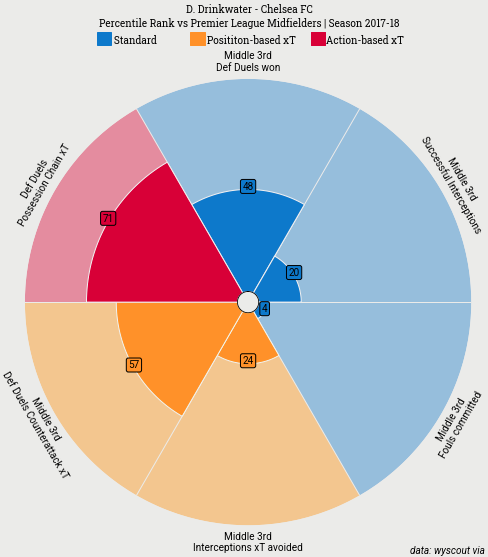 D. Drinkwater - Chelsea FC
Percentile Rank vs Premier League Midfielders | Season 2017-18
Standard
Posititon-based xT
Action-based xT
Middle 3rd
Def Duels won
Middle 3rd
Successful Interceptions
Def Duels
Possession Chain xT
48
71
20
4
24
57
Middle 3rd
Def Duels Counterattack xT
Middle 3rd
Fouls committed
Middle 3rd
Interceptions xT avoided
data: wyscout via